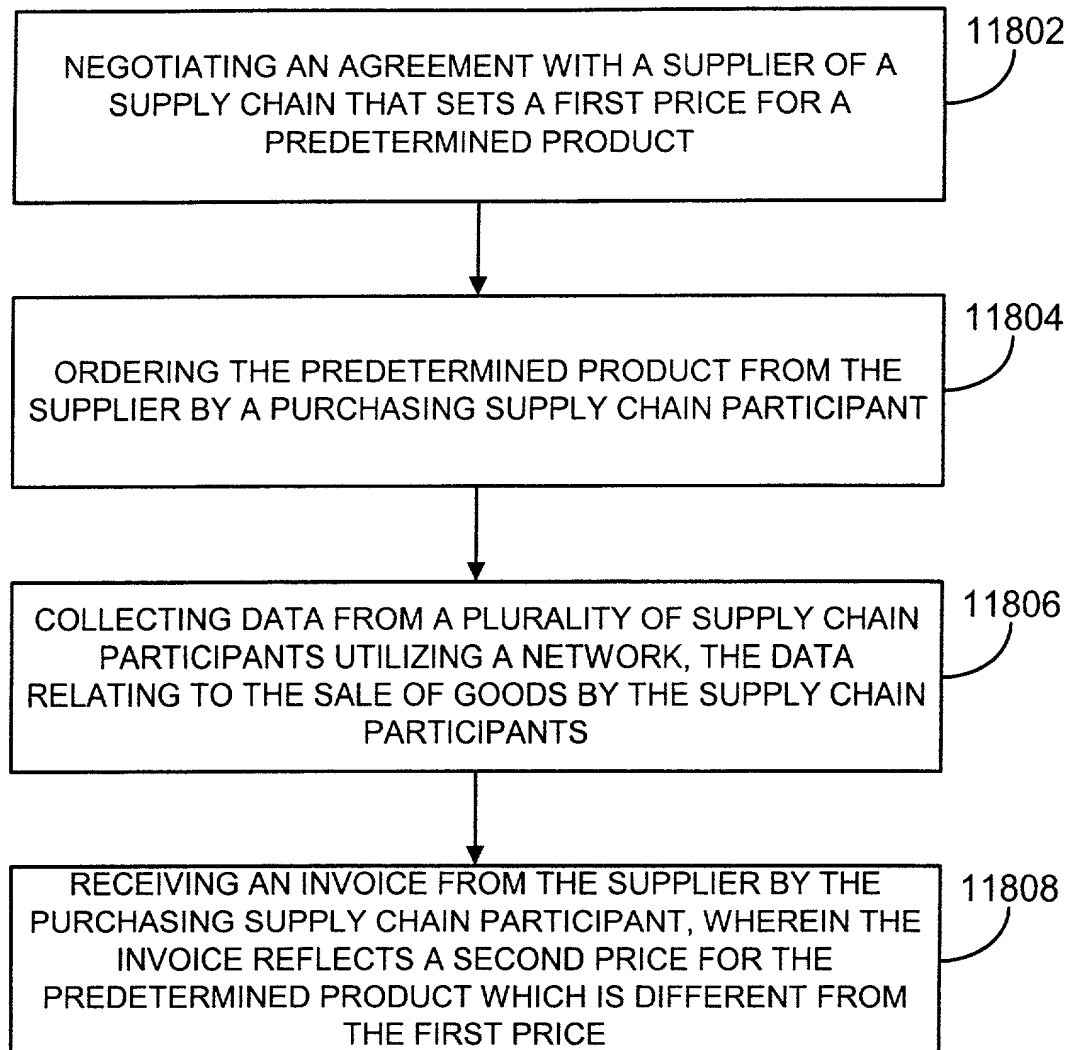 11802
NEGOTIATING AN AGREEMENT WITH A SUPPLIER OF A
SUPPLY CHAIN THAT SETS A FIRST PRICE FOR A
PREDETERMINED PRODUCT
11804
ORDERING THE PREDETERMINED PRODUCT FROM THE
SUPPLIER BY A PURCHASING SUPPLY CHAIN PARTICIPANT
11806
COLLECTING DATA FROM A PLURALITY OF SUPPLY CHAIN
PARTICIPANTS UTILIZING A NETWORK, THE DATA
RELATING TO THE SALE OF GOODS BY THE SUPPLY CHAIN
PARTICIPANTS
11808
RECEIVING AN INVOICE FROM THE SUPPLIER BY THE
PURCHASING SUPPLY CHAIN PARTICIPANT, WHEREIN THE
INVOICE REFLECTS A SECOND PRICE FOR THE
PREDETERMINED PRODUCT WHICH IS DIFFERENT FROM
THE FIRST PRICE